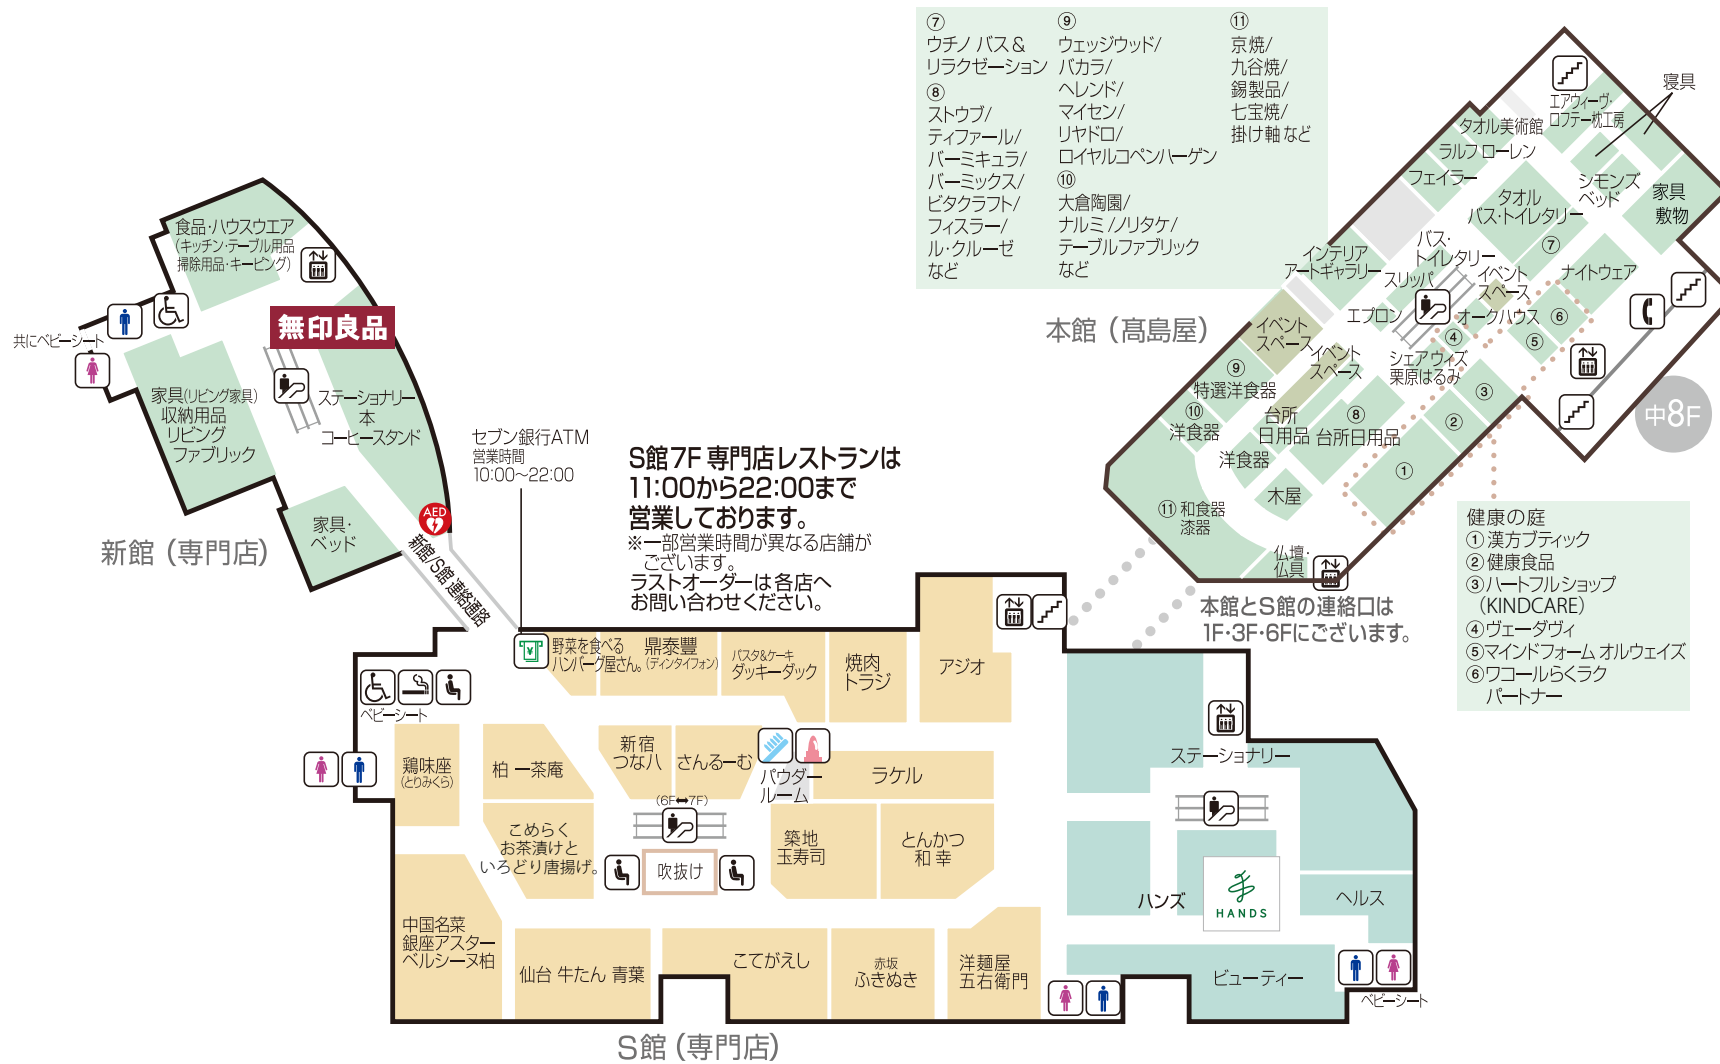 ⑦
ウチノ バス＆
リラクゼーション
⑧
ストウブ/
ティファール/
バーミキュラ/
バーミックス/
ビタクラフト/
フィスラー/
ル・クルーゼ
など
⑨
ウェッジウッド/
バカラ/
ヘレンド/
マイセン/
リヤドロ/
ロイヤルコペンハーゲン
⑩
大倉陶園/
ナルミ/ノリタケ/
テーブルファブリック
など
⑪
京焼/
九谷焼/
錫製品/
七宝焼/
掛け軸 など
寝具
エアウィーヴ・
ロフテー枕工房
タオル美術館
ラルフ ローレン
フェイラー
シモンズ
ベッド
家具
敷物
タオル
バス・トイレタリー
⑦
バス・
トイレタリー
インテリア
アートギャラリー
スリッパ
イベント
スペース
ナイトウェア
エプロン
オークハウス
⑥
⑤
④
シェアウィズ
栗原はるみ
③
②
①
イベント
スペース
イベント
スペース
⑨
特選洋食器
⑩
洋食器
台所
日用品
⑧
台所日用品
洋食器
木屋
⑪和食器
漆器
仏壇・
仏具
本館（髙島屋）
中8F
本館とS館の連絡口は
1F・3F・6Fにございます。
健康の庭
①漢方ブティック
②健康食品
③ハートフルショップ
（KINDCARE）
④ヴェーダヴィ
⑤マインドフォーム オルウェイズ
⑥ワコールらくラク
パートナー
食品・ハウスウエア
（キッチン・テーブル用品
掃除用品・キーピング）
共にベビーシート
無印良品
家具（リビング家具）
収納用品
リビング
ファブリック
ステーショナリー
本
コーヒースタンド
家具・
ベッド
AED
新館（専門店）
新館/S館 連絡通路
セブン銀行ATM
営業時間
10:00〜22:00
S館7F 専門店レストランは
11:00から22:00まで
営業しております。
※一部営業時間が異なる店舗が
ございます。
ラストオーダーは各店へ
お問い合わせください。
¥
野菜を食べる
ハンバーグ屋さん。
鼎泰豐
（ディンタイフォン）
パスタ&ケーキ
ダッキーダック
焼肉
トラジ
アジオ
ベビーシート
鶏味座
（とりみくら）
柏 一茶庵
新宿
つな八
さんるーむ
パウダー
ルーム
ラケル
（6F⬌7F）
こめらく
お茶漬けと
いろどり唐揚げ。
吹抜け
築地
玉寿司
とんかつ
和幸
中国名菜
銀座アスター
ベルシーヌ柏
仙台 牛たん 青葉
こてがえし
赤坂
ふきぬき
洋麺屋
五右衛門
ステーショナリー
ハンズ
HANDS
ヘルス
ビューティー
ベビーシート
S館（専門店）